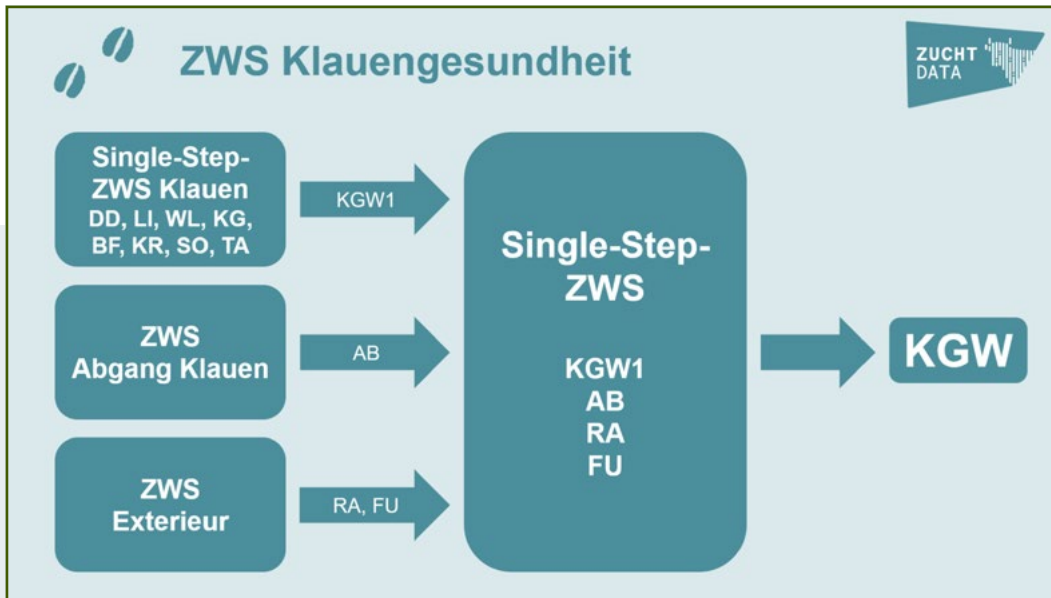 ZWS Klauengesundheit
ZUCHT
DATA
Single-Step-
ZWS Klauen
DD, LI, WL, KG,
BF, KR, SO, TA
KGW1
ZWS
Abgang Klauen
AB
ZWS
Exterieur
RA, FU
Single-Step-
ZWS
KGW1
AB
RA
FU
KGW